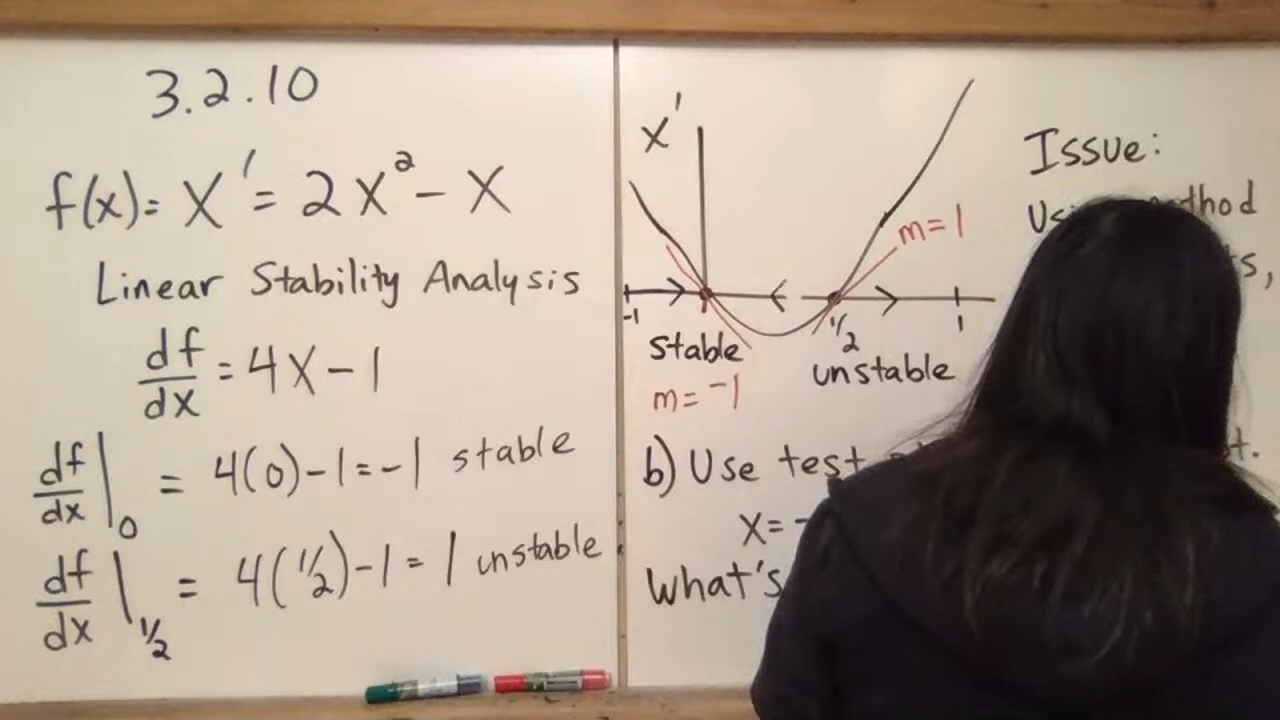 3.2.10
f(x)= X' = 2X² - X
Linear Stability Analysis
df/dx = 4X - 1
df/dx|₀ = 4(0)-1=-1 stable
df/dx|½ = 4(½)-1=1 unstable
X'
m=1
-1
½
1
Stable
unstable
m=-1
b) Use test
X=
What's
Issue: